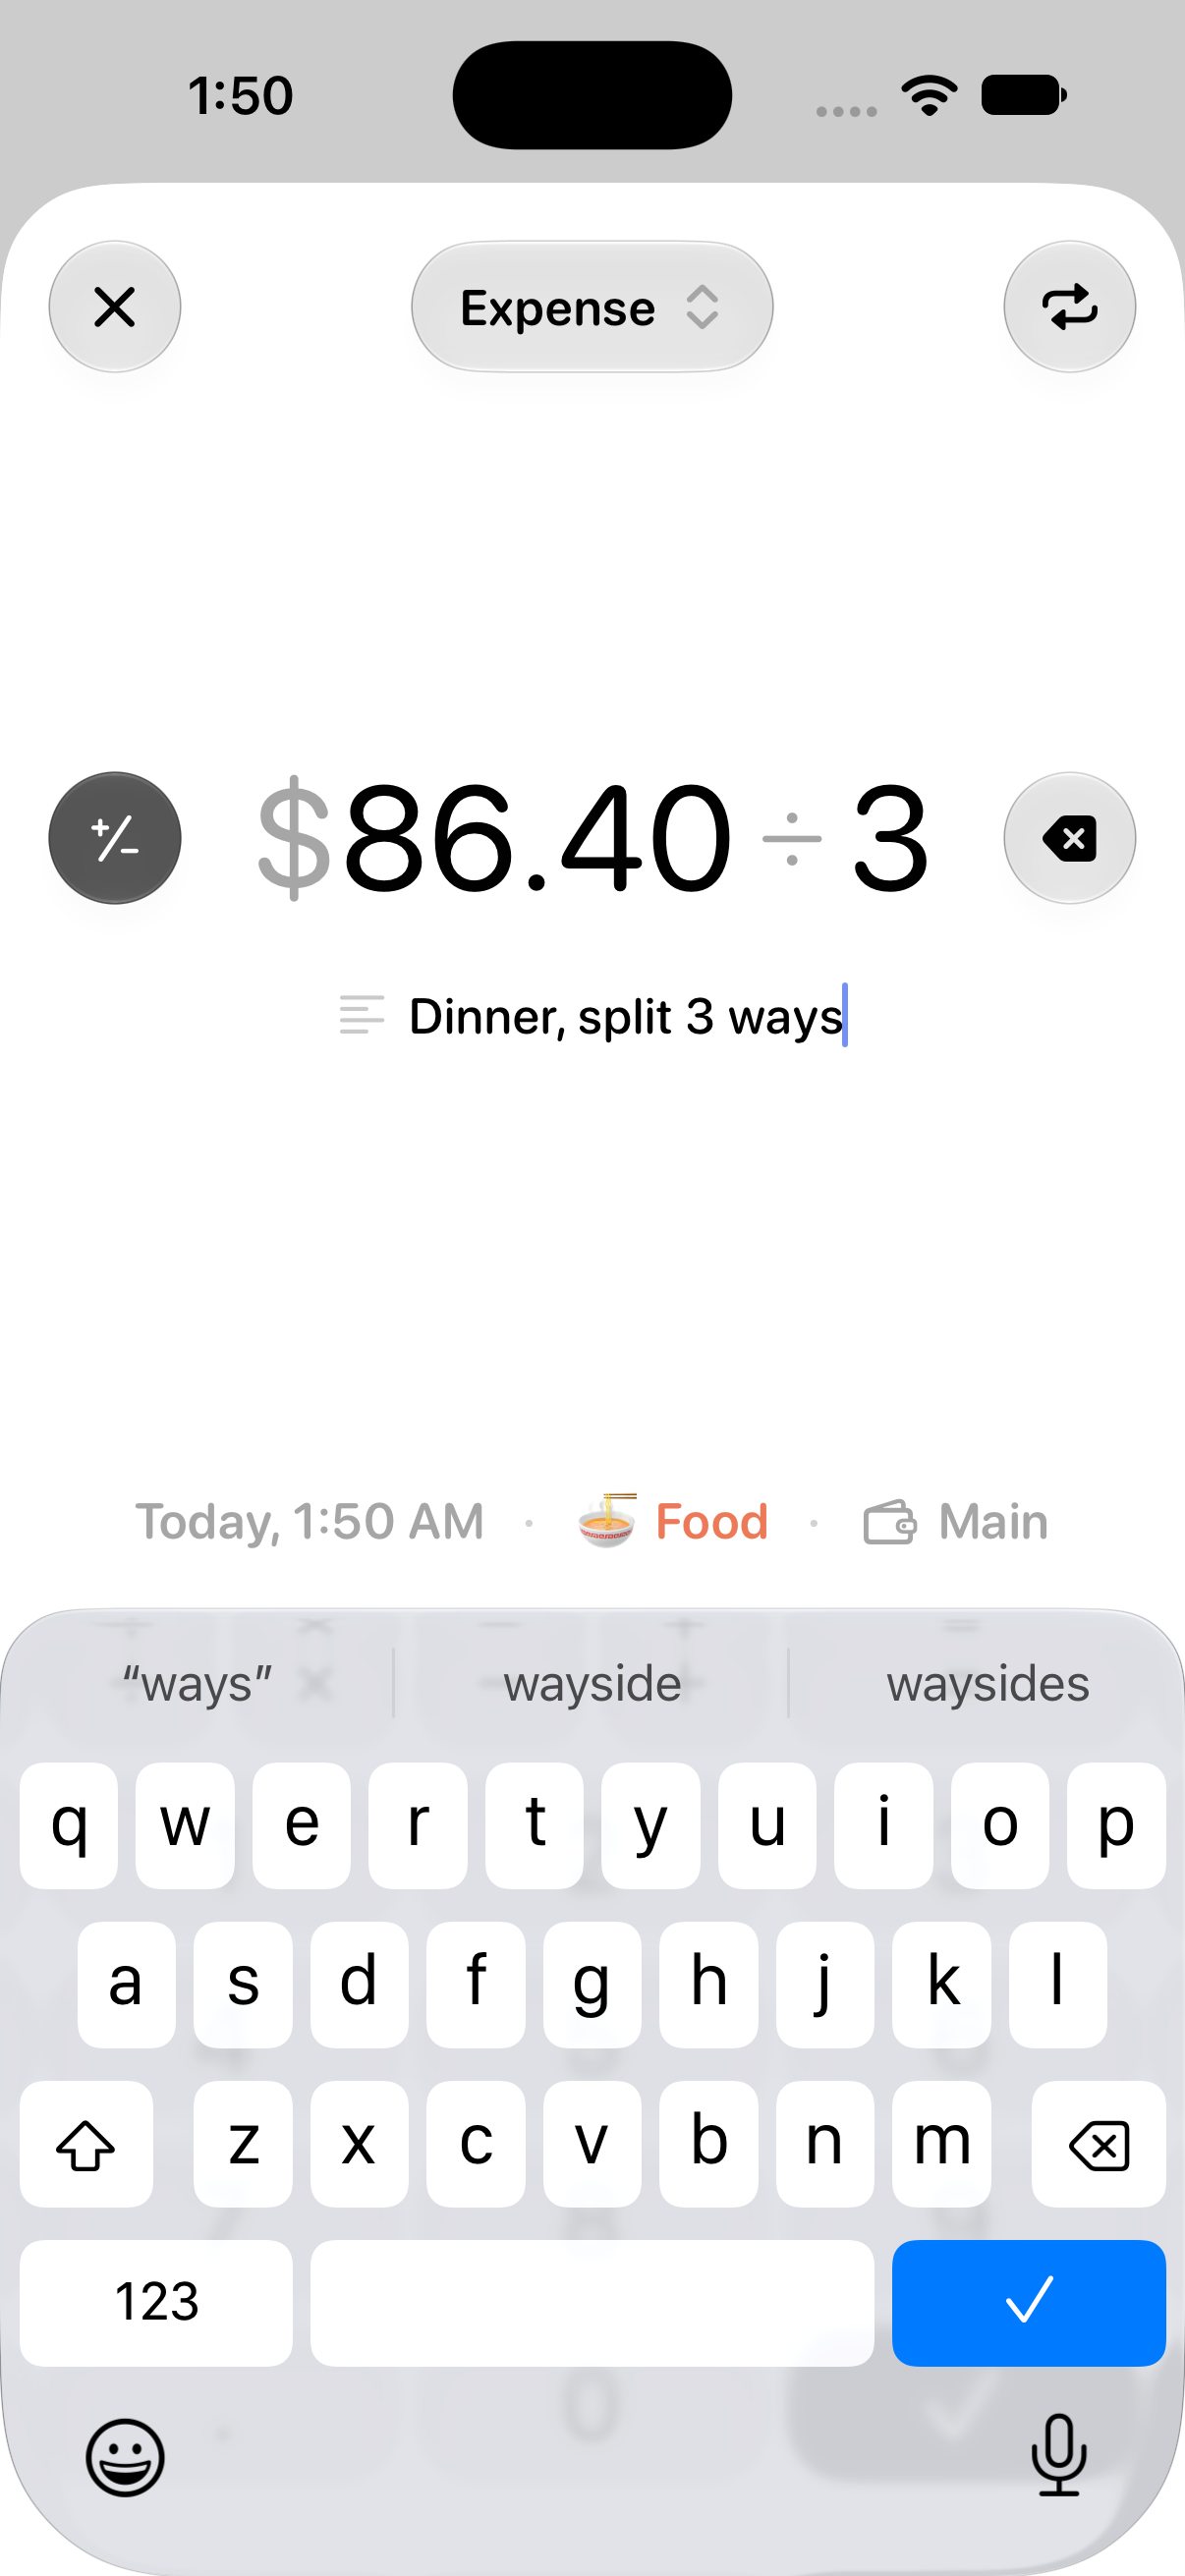 1:50
Expense
$86.40 ÷ 3
Dinner, split 3 ways
Today, 1:50 AM · Food · Main
“ways” wayside waysides
q w e r t y u i o p
a s d f g h j k l
z x c v b n m
123